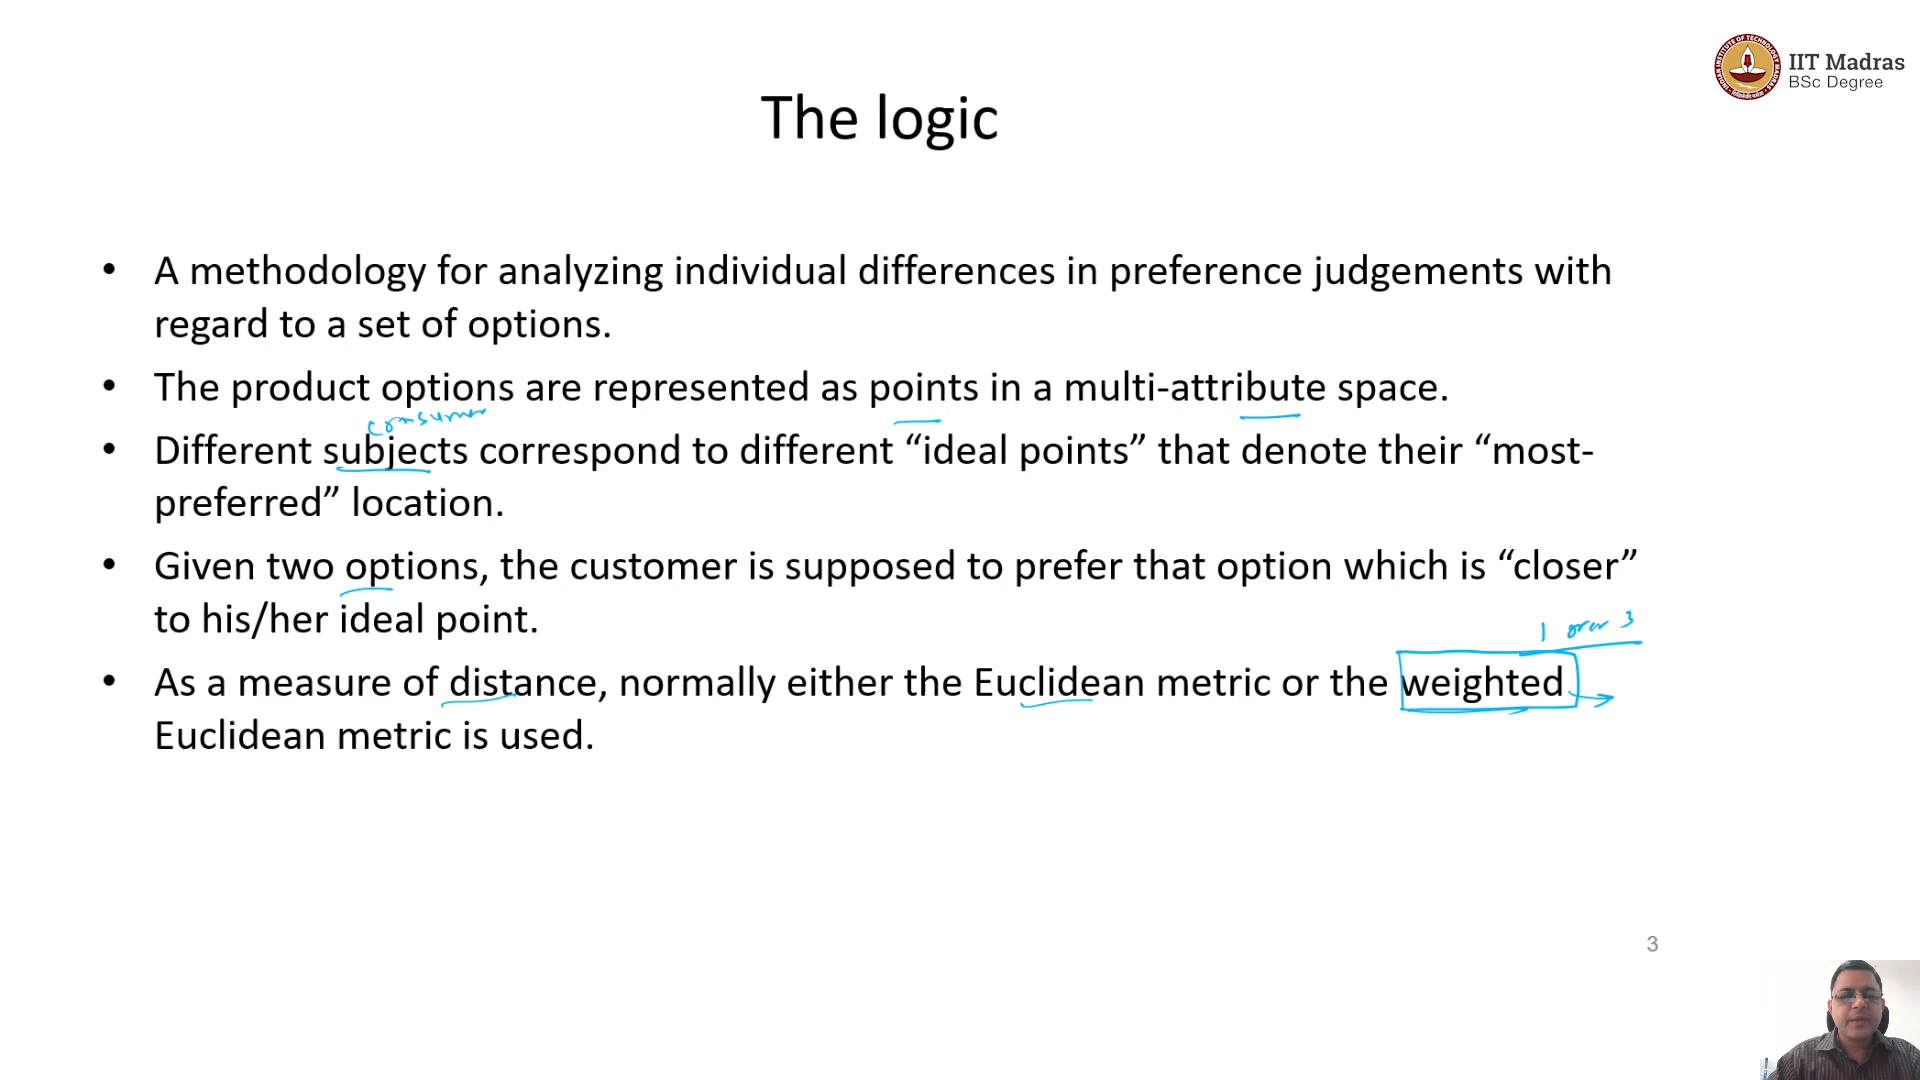 IIT Madras
BSc Degree
The logic
• A methodology for analyzing individual differences in preference judgements with
regard to a set of options.
• The product options are represented as points in a multi-attribute space.
consumer
• Different subjects correspond to different “ideal points” that denote their “most-
preferred” location.
• Given two options, the customer is supposed to prefer that option which is “closer”
to his/her ideal point.
1 over 3
• As a measure of distance, normally either the Euclidean metric or the weighted
Euclidean metric is used.
3